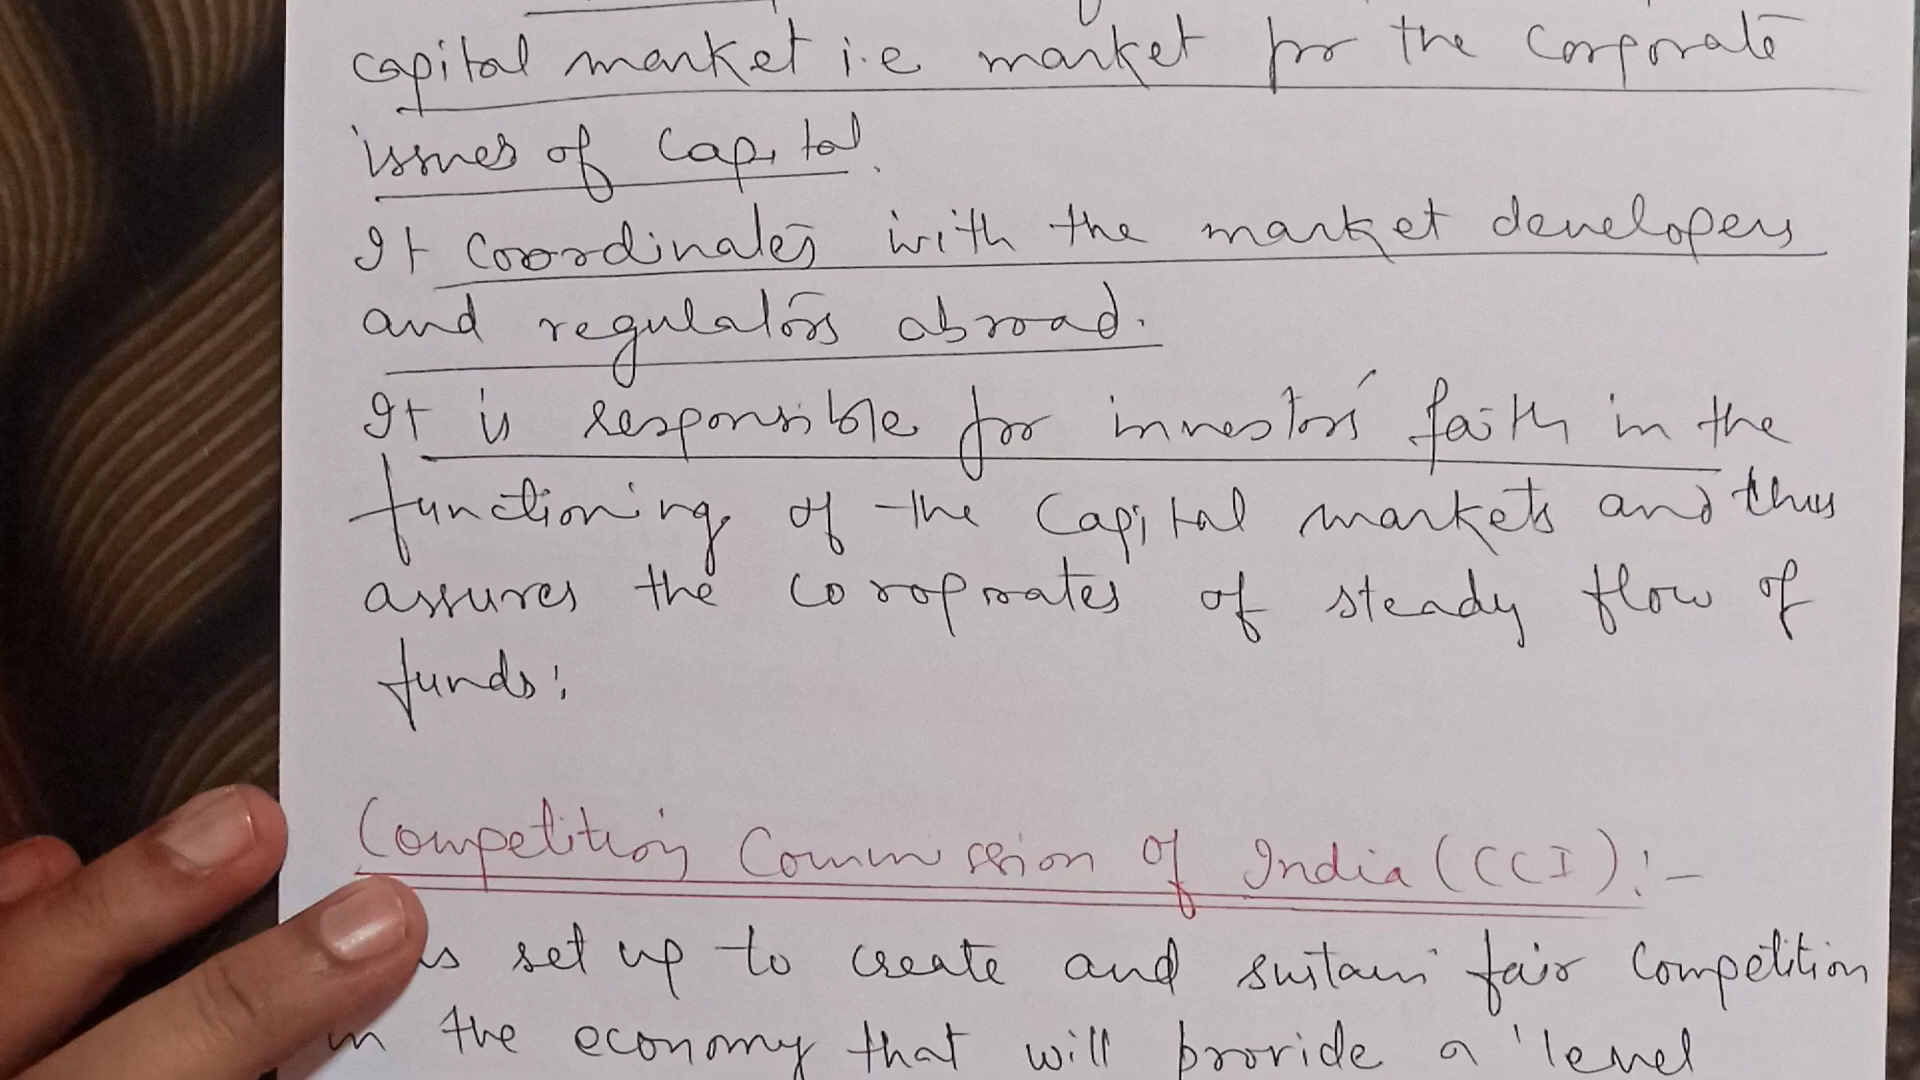 capital market i.e market for the corporate
issues of capital.
It coordinates with the market developers
and regulators abroad.
It is responsible for investors' faith in the
functioning of the capital markets and thus
assures the coroporates of steady flow of
funds.
Competition Commission of India (CCI):-
is set up to create and sustain fair competition
in the economy that will provide a 'level